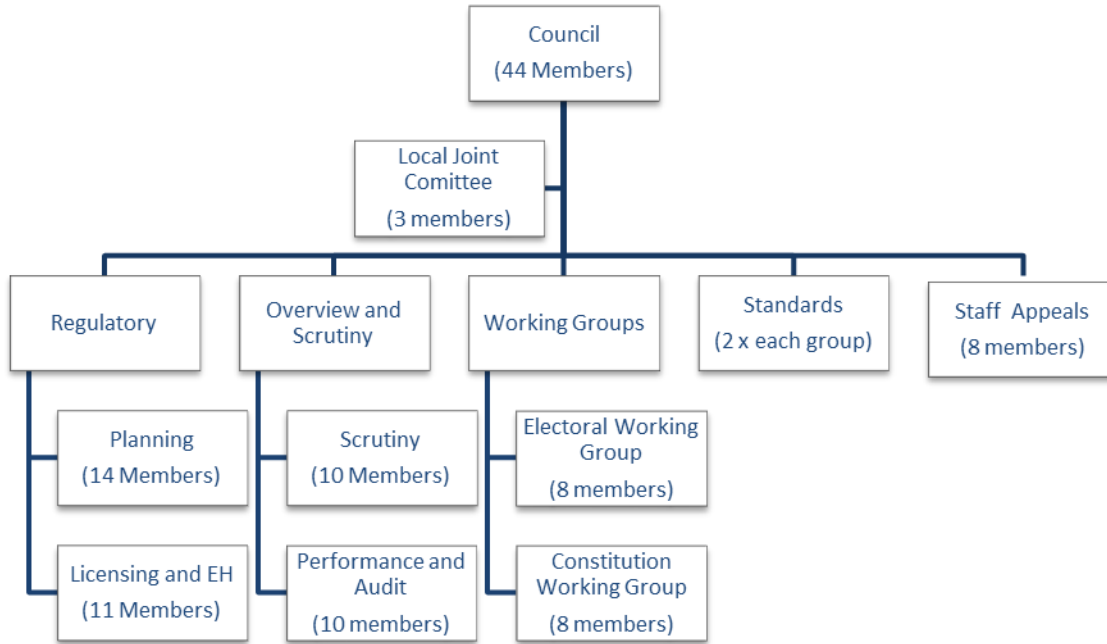 Council
(44 Members)
Local Joint
Comittee
(3 members)
Regulatory
Overview and
Scrutiny
Working Groups
Standards
(2 x each group)
Staff Appeals
(8 members)
Planning
(14 Members)
Scrutiny
(10 Members)
Electoral Working
Group
(8 members)
Licensing and EH
(11 Members)
Performance and
Audit
(10 members)
Constitution
Working Group
(8 members)